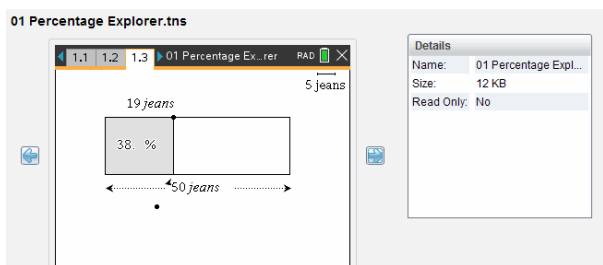 01 Percentage Explorer.tns
1.1 1.2 1.3 01 Percentage Ex...rer RAD
5 jeans
19 jeans
38. %
50 jeans
Details
Name: 01 Percentage Expl...
Size: 12 KB
Read Only: No